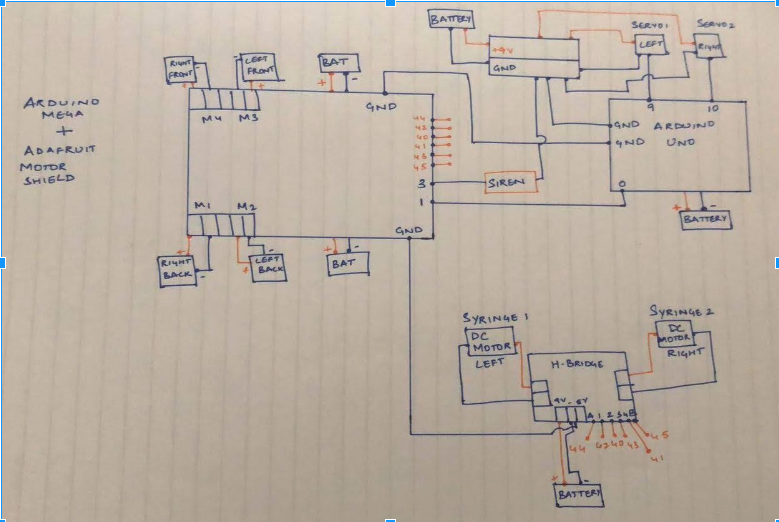 BATTERY
SERVO1
SERVO2
+4V
LEFT
RIGHT
GND
RIGHT
FRONT
LEFT
FRONT
BAT
GND
M4
M3
9
10
ARDUINO
MEGA
+
ADAFRUIT
MOTOR
SHIELD
44
42
40
41
43
45
GND
GND
ARDUINO
UNO
3
SIREN
0
1
M1
M2
GND
BATTERY
RIGHT
BACK
LEFT
BACK
BAT
SYRINGE 1
SYRINGE 2
DC
MOTOR
LEFT
DC
MOTOR
RIGHT
H-BRIDGE
5V
A 1 2 3 4 B
44
42
40
43
45
41
BATTERY